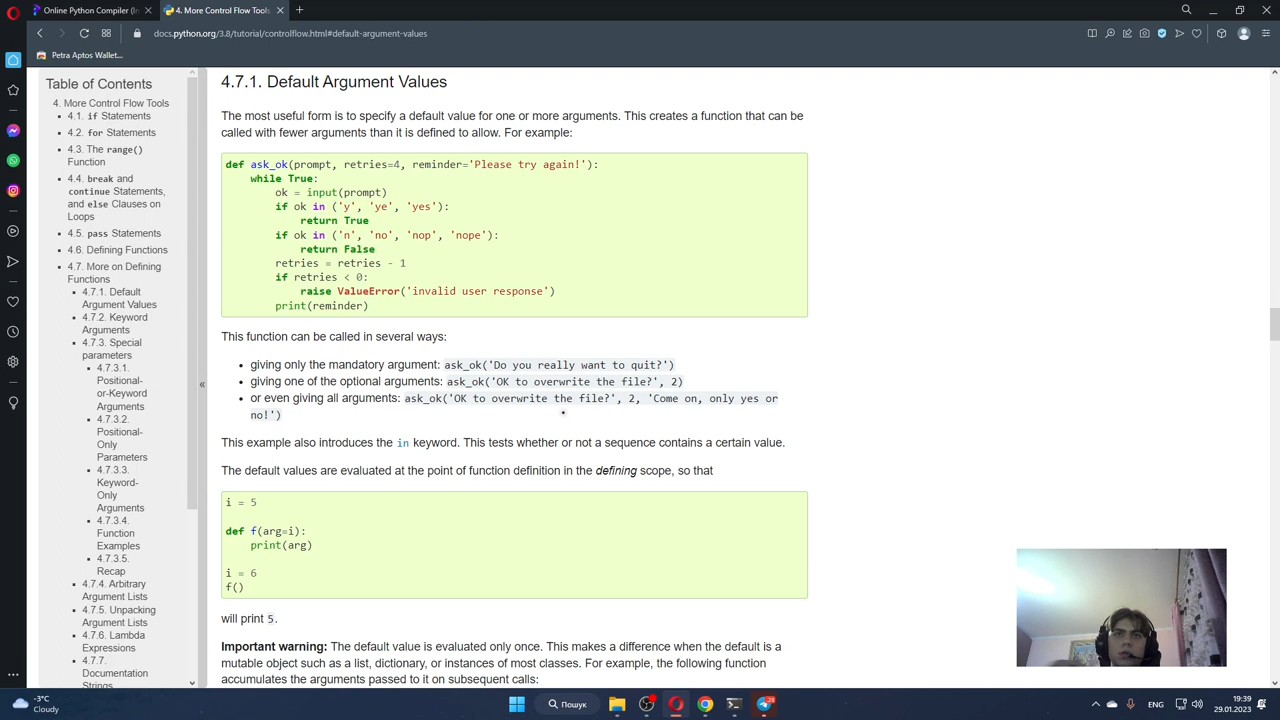 Online Python Compiler (In
4. More Control Flow Tools
docs.python.org/3.8/tutorial/controlflow.html#default-argument-values
Petra Aptos Wallet...
Table of Contents
4. More Control Flow Tools
4.1. if Statements
4.2. for Statements
4.3. The range()
Function
4.4. break and
continue Statements,
and else Clauses on
Loops
4.5. pass Statements
4.6. Defining Functions
4.7. More on Defining
Functions
4.7.1. Default
Argument Values
4.7.2. Keyword
Arguments
4.7.3. Special
parameters
4.7.3.1.
Positional-
or-Keyword
Arguments
4.7.3.2.
Positional-
Only
Parameters
4.7.3.3.
Keyword-
Only
Arguments
4.7.3.4.
Function
Examples
4.7.3.5.
Recap
4.7.4. Arbitrary
Argument Lists
4.7.5. Unpacking
Argument Lists
4.7.6. Lambda
Expressions
4.7.7.
Documentation
Strings
«
4.7.1. Default Argument Values
The most useful form is to specify a default value for one or more arguments. This creates a function that can be
called with fewer arguments than it is defined to allow. For example:
def ask_ok(prompt, retries=4, reminder='Please try again!'):
while True:
ok = input(prompt)
if ok in ('y', 'ye', 'yes'):
return True
if ok in ('n', 'no', 'nop', 'nope'):
return False
retries = retries - 1
if retries < 0:
raise ValueError('invalid user response')
print(reminder)
This function can be called in several ways:
• giving only the mandatory argument: ask_ok('Do you really want to quit?')
• giving one of the optional arguments: ask_ok('OK to overwrite the file?', 2)
• or even giving all arguments: ask_ok('OK to overwrite the file?', 2, 'Come on, only yes or
no!')
This example also introduces the in keyword. This tests whether or not a sequence contains a certain value.
The default values are evaluated at the point of function definition in the defining scope, so that
i = 5
def f(arg=i):
print(arg)
i = 6
f()
will print 5.
Important warning: The default value is evaluated only once. This makes a difference when the default is a
mutable object such as a list, dictionary, or instances of most classes. For example, the following function
accumulates the arguments passed to it on subsequent calls:
-3°C
Cloudy
Пошук
ENG
19:39
29.01.2023